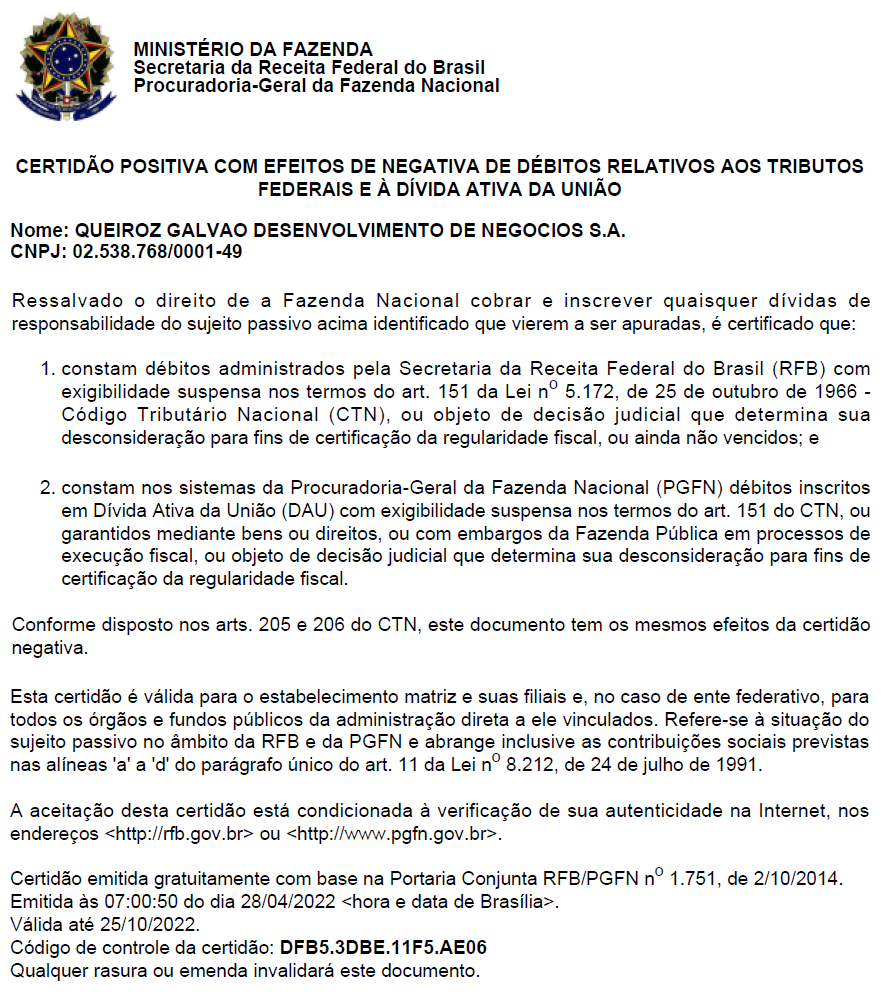 MINISTÉRIO DA FAZENDA
Secretaria da Receita Federal do Brasil
Procuradoria-Geral da Fazenda Nacional
CERTIDÃO POSITIVA COM EFEITOS DE NEGATIVA DE DÉBITOS RELATIVOS AOS TRIBUTOS
FEDERAIS E À DÍVIDA ATIVA DA UNIÃO
Nome: QUEIROZ GALVAO DESENVOLVIMENTO DE NEGOCIOS S.A.
CNPJ: 02.538.768/0001-49
Ressalvado o direito de a Fazenda Nacional cobrar e inscrever quaisquer dívidas de
responsabilidade do sujeito passivo acima identificado que vierem a ser apuradas, é certificado que:
1. constam débitos administrados pela Secretaria da Receita Federal do Brasil (RFB) com
exigibilidade suspensa nos termos do art. 151 da Lei nº 5.172, de 25 de outubro de 1966 -
Código Tributário Nacional (CTN), ou objeto de decisão judicial que determina sua
desconsideração para fins de certificação da regularidade fiscal, ou ainda não vencidos; e
2. constam nos sistemas da Procuradoria-Geral da Fazenda Nacional (PGFN) débitos inscritos
em Dívida Ativa da União (DAU) com exigibilidade suspensa nos termos do art. 151 do CTN, ou
garantidos mediante bens ou direitos, ou com embargos da Fazenda Pública em processos de
execução fiscal, ou objeto de decisão judicial que determina sua desconsideração para fins de
certificação da regularidade fiscal.
Conforme disposto nos arts. 205 e 206 do CTN, este documento tem os mesmos efeitos da certidão
negativa.
Esta certidão é válida para o estabelecimento matriz e suas filiais e, no caso de ente federativo, para
todos os órgãos e fundos públicos da administração direta a ele vinculados. Refere-se à situação do
sujeito passivo no âmbito da RFB e da PGFN e abrange inclusive as contribuições sociais previstas
nas alíneas 'a' a 'd' do parágrafo único do art. 11 da Lei nº 8.212, de 24 de julho de 1991.
A aceitação desta certidão está condicionada à verificação de sua autenticidade na Internet, nos
endereços <http://rfb.gov.br> ou <http://www.pgfn.gov.br>.
Certidão emitida gratuitamente com base na Portaria Conjunta RFB/PGFN nº 1.751, de 2/10/2014.
Emitida às 07:00:50 do dia 28/04/2022 <hora e data de Brasília>.
Válida até 25/10/2022.
Código de controle da certidão: DFB5.3DBE.11F5.AE06
Qualquer rasura ou emenda invalidará este documento.